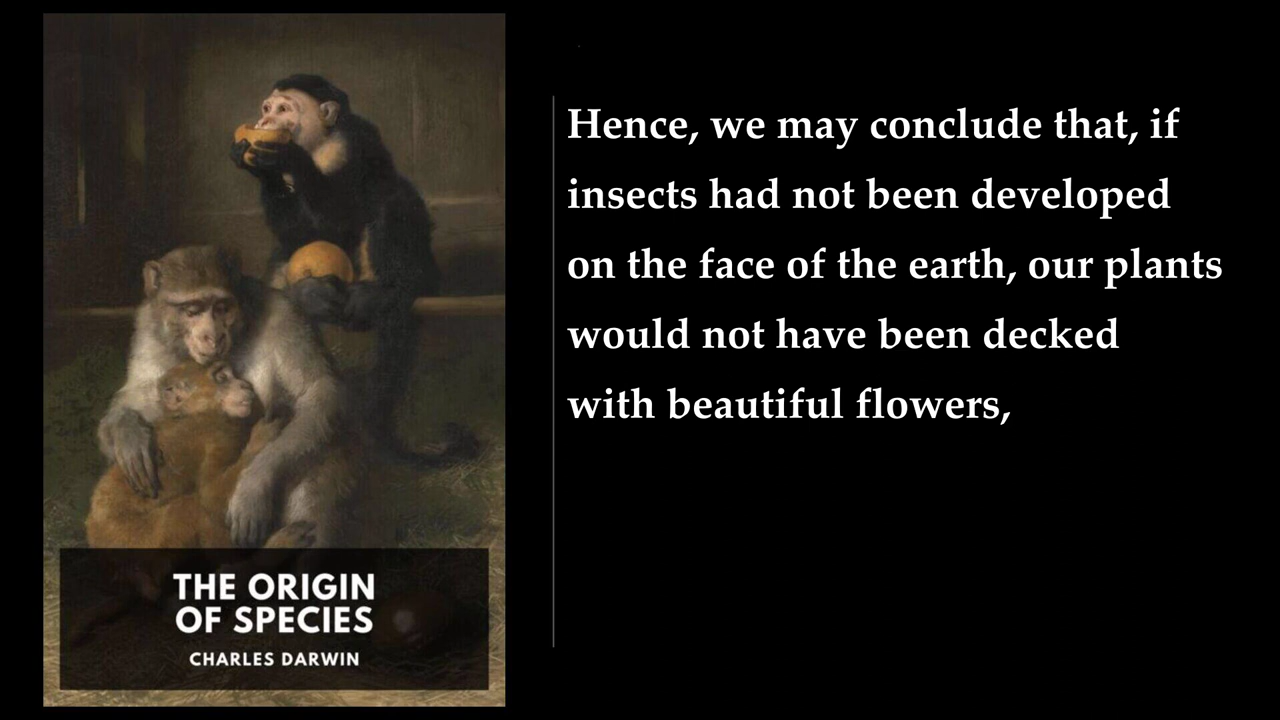 THE ORIGIN
OF SPECIES
CHARLES DARWIN
Hence, we may conclude that, if
insects had not been developed
on the face of the earth, our plants
would not have been decked
with beautiful flowers,